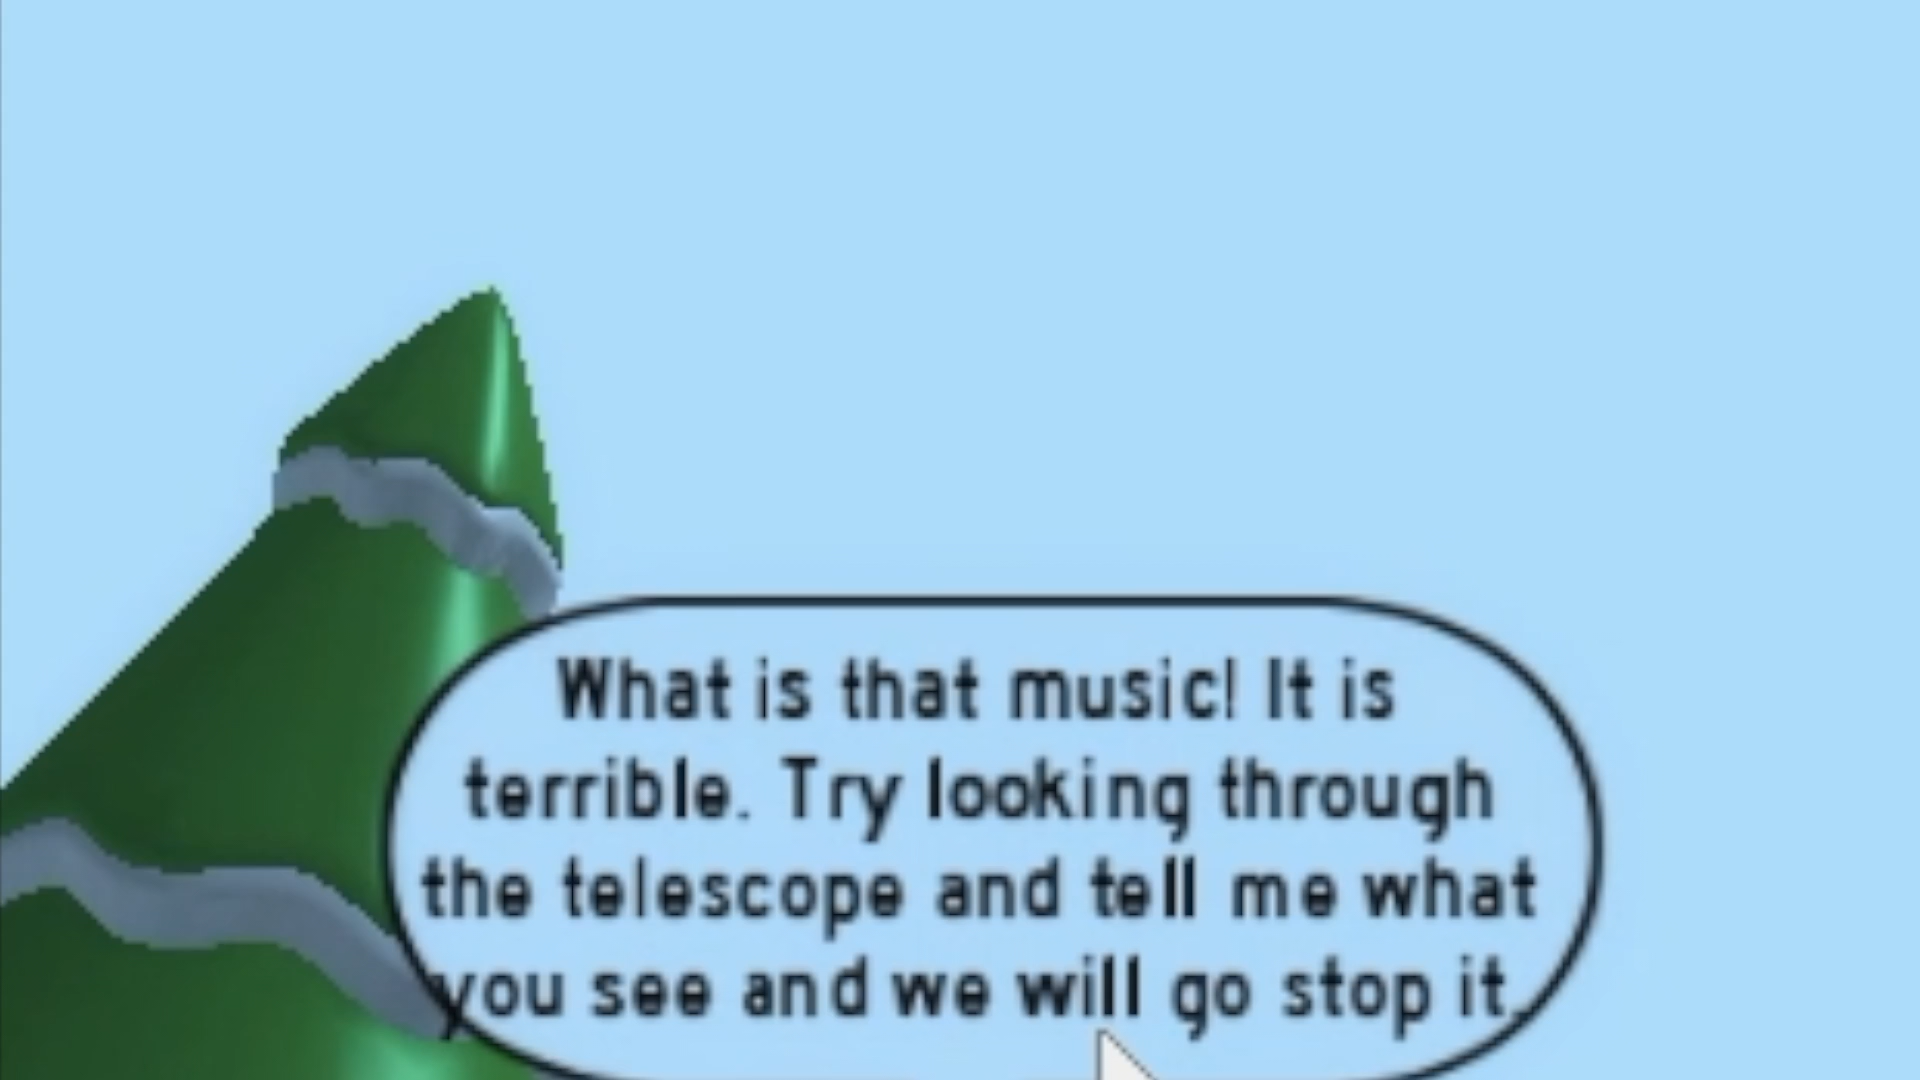 What is that music! It is
terrible. Try looking through
the telescope and tell me what
you see and we will go stop it.